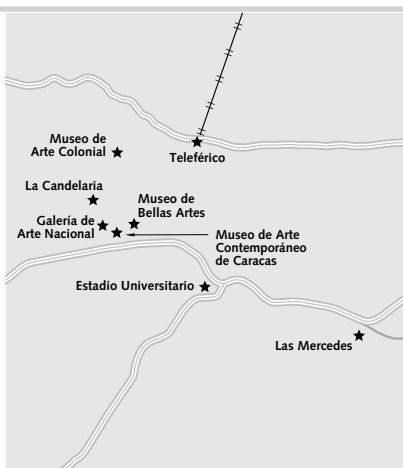 Museo de
Arte Colonial
Teleférico
La Candelaria
Museo de
Bellas Artes
Galería de
Arte Nacional
Museo de Arte
Contemporáneo
de Caracas
Estadio Universitario
Las Mercedes